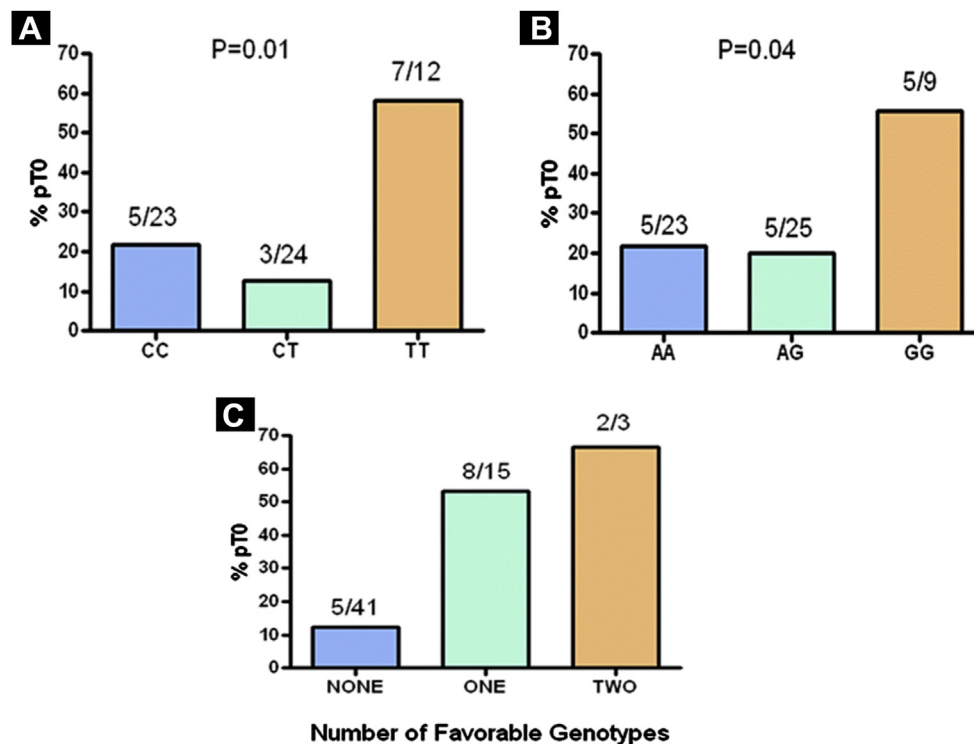 A
P=0.01
% pT0
70
60
50
40
30
20
10
0
5/23
3/24
7/12
CC
CT
TT
B
P=0.04
% pT0
70
60
50
40
30
20
10
0
5/23
5/25
5/9
AA
AG
GG
C
% pT0
70
60
50
40
30
20
10
0
5/41
8/15
2/3
NONE
ONE
TWO
Number of Favorable Genotypes